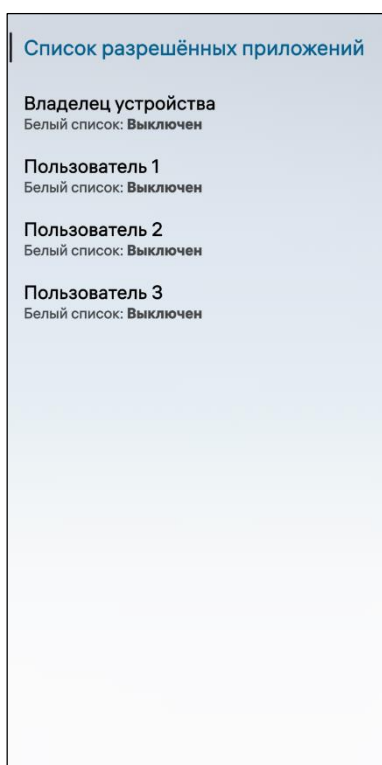 Список разрешённых приложений
Владелец устройства
Белый список: Выключен
Пользователь 1
Белый список: Выключен
Пользователь 2
Белый список: Выключен
Пользователь 3
Белый список: Выключен